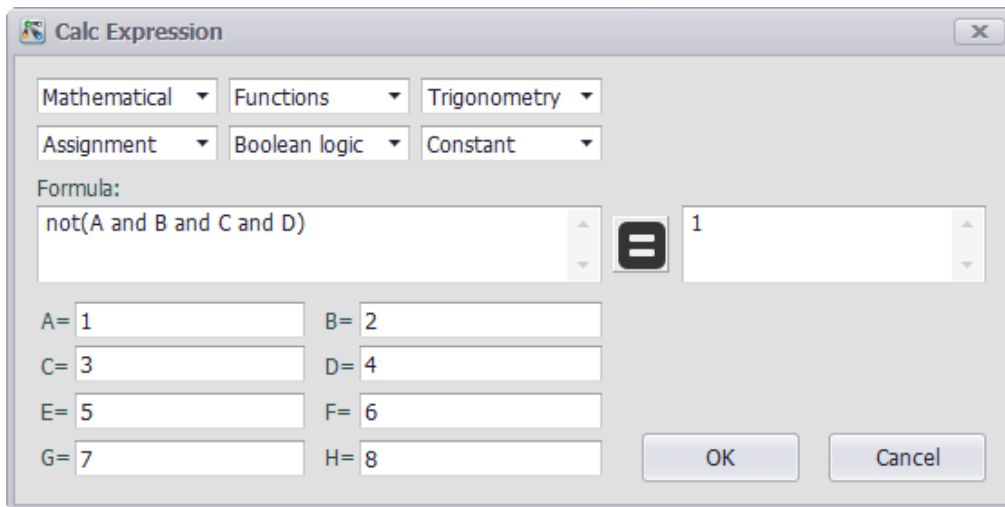 Calc Expression
Mathematical Functions Trigonometry
Assignment Boolean logic Constant
Formula:
not(A and B and C and D) = 1
A= 1 B= 2
C= 3 D= 4
E= 5 F= 6
G= 7 H= 8 OK Cancel